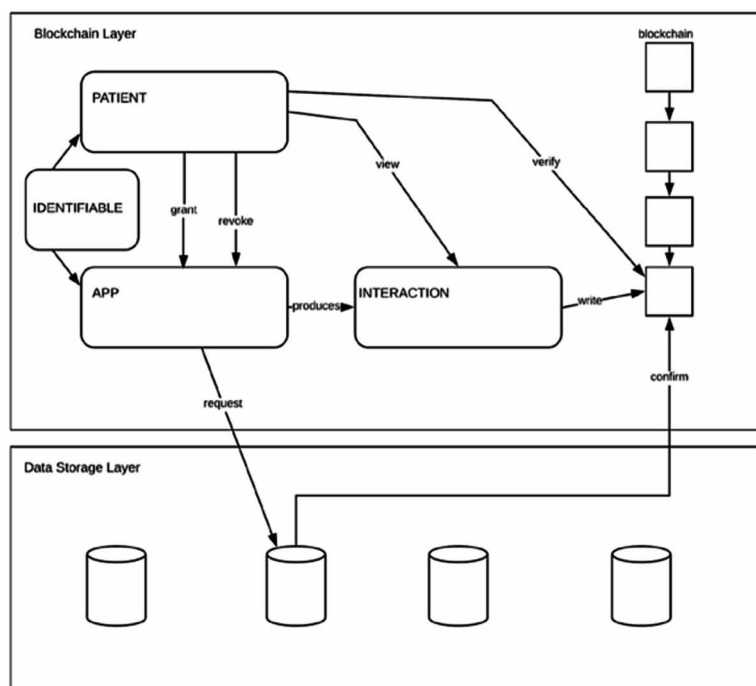 Blockchain Layer
blockchain
PATIENT
view
verify
IDENTIFIABLE
grant
revoke
APP
INTERACTION
produces
write
request
confirm
Data Storage Layer